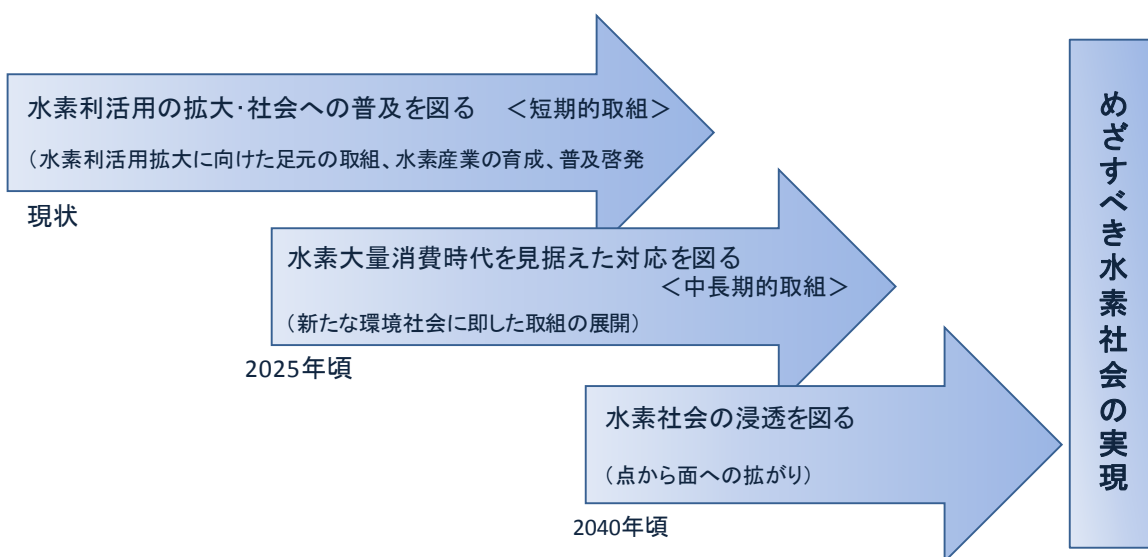 水素利活用の拡大・社会への普及を図る　＜短期的取組＞
（水素利活用拡大に向けた足元の取組、水素産業の育成、普及啓発
現状
水素大量消費時代を見据えた対応を図る
＜中長期的取組＞
（新たな環境社会に即した取組の展開）
2025年頃
水素社会の浸透を図る
（点から面への拡がり）
2040年頃
めざすべき水素社会の実現